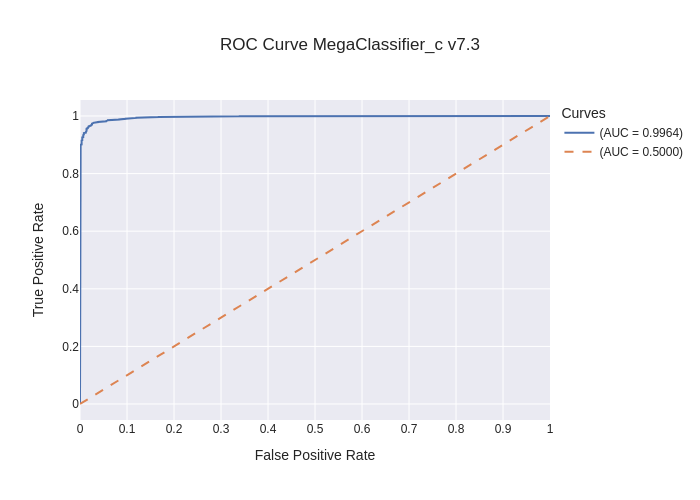 ROC Curve MegaClassifier_c v7.3
Curves
(AUC = 0.9964)
(AUC = 0.5000)
True Positive Rate
1
0.8
0.6
0.4
0.2
0
0 0.1 0.2 0.3 0.4 0.5 0.6 0.7 0.8 0.9 1
False Positive Rate